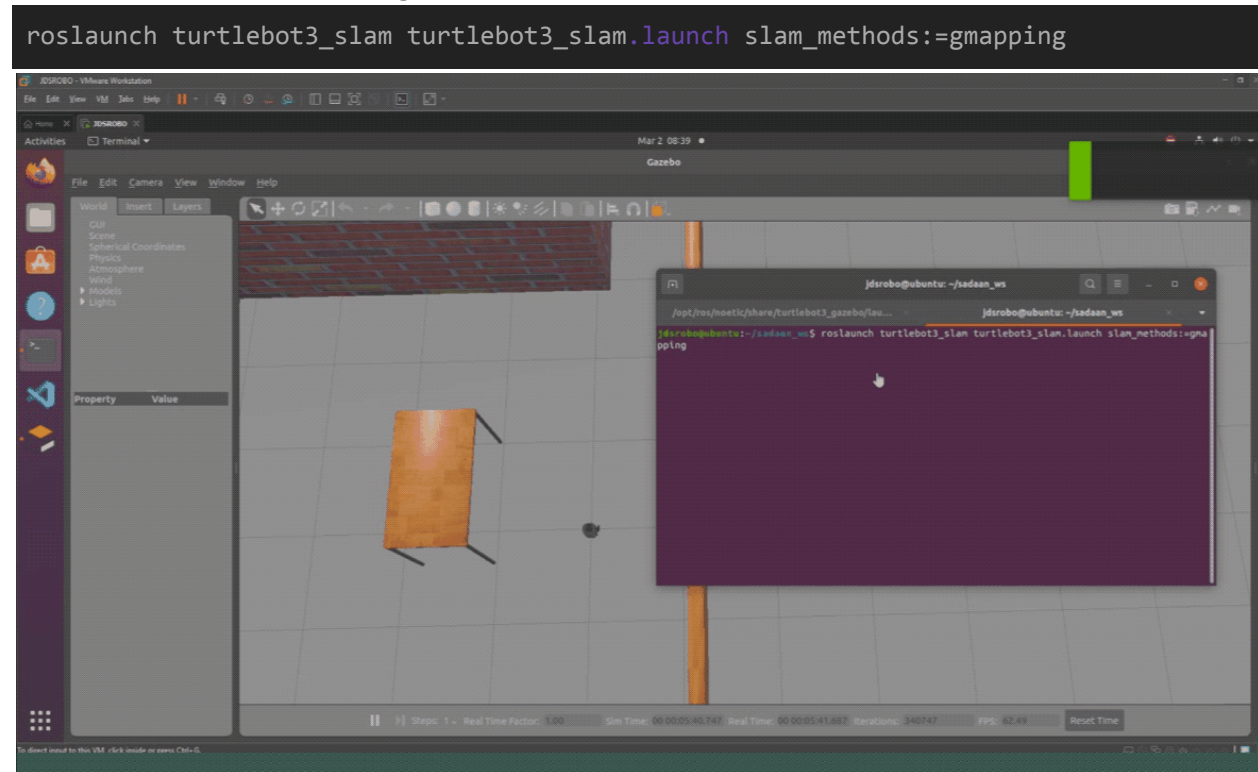 roslaunch turtlebot3_slam turtlebot3_slam.launch slam_methods:=gmapping
JDSROBO - VMware Workstation
File Edit View VM Tabs Help
Home JDSROBO
Activities Terminal Mar 2 08:39
Gazebo
File Edit Camera View Window Help
World Insert Layers
GUI
Scene
Spherical Coordinates
Physics
Atmosphere
Wind
Models
Lights
Property Value
jdsrobo@ubuntu: ~/sadaan_ws
/opt/ros/noetic/share/turtlebot3_gazebo/lau... jdsrobo@ubuntu: ~/sadaan_ws
jdsrobo@ubuntu:~/sadaan_ws$ roslaunch turtlebot3_slam turtlebot3_slam.launch slam_methods:=gma
pping
Steps: 1 Real Time Factor: 1.00 Sim Time: 00 00:05:40.747 Real Time: 00 00:05:41.687 Iterations: 340747 FPS: 62.49 Reset Time
To direct input to this VM, click inside or press Ctrl+G.